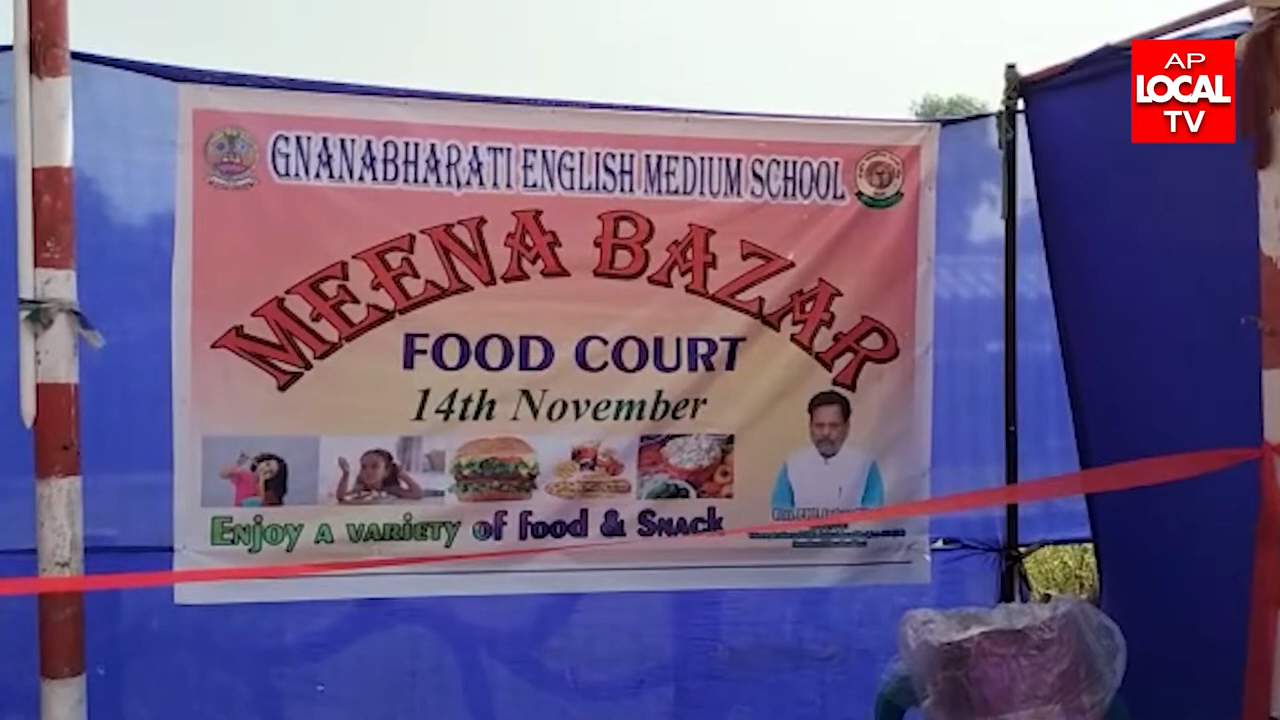 AP
LOCAL
TV
GNANABHARATI ENGLISH MEDIUM SCHOOL
MEENA BAZAR
FOOD COURT
14th November
Enjoy a variety of food & Snack